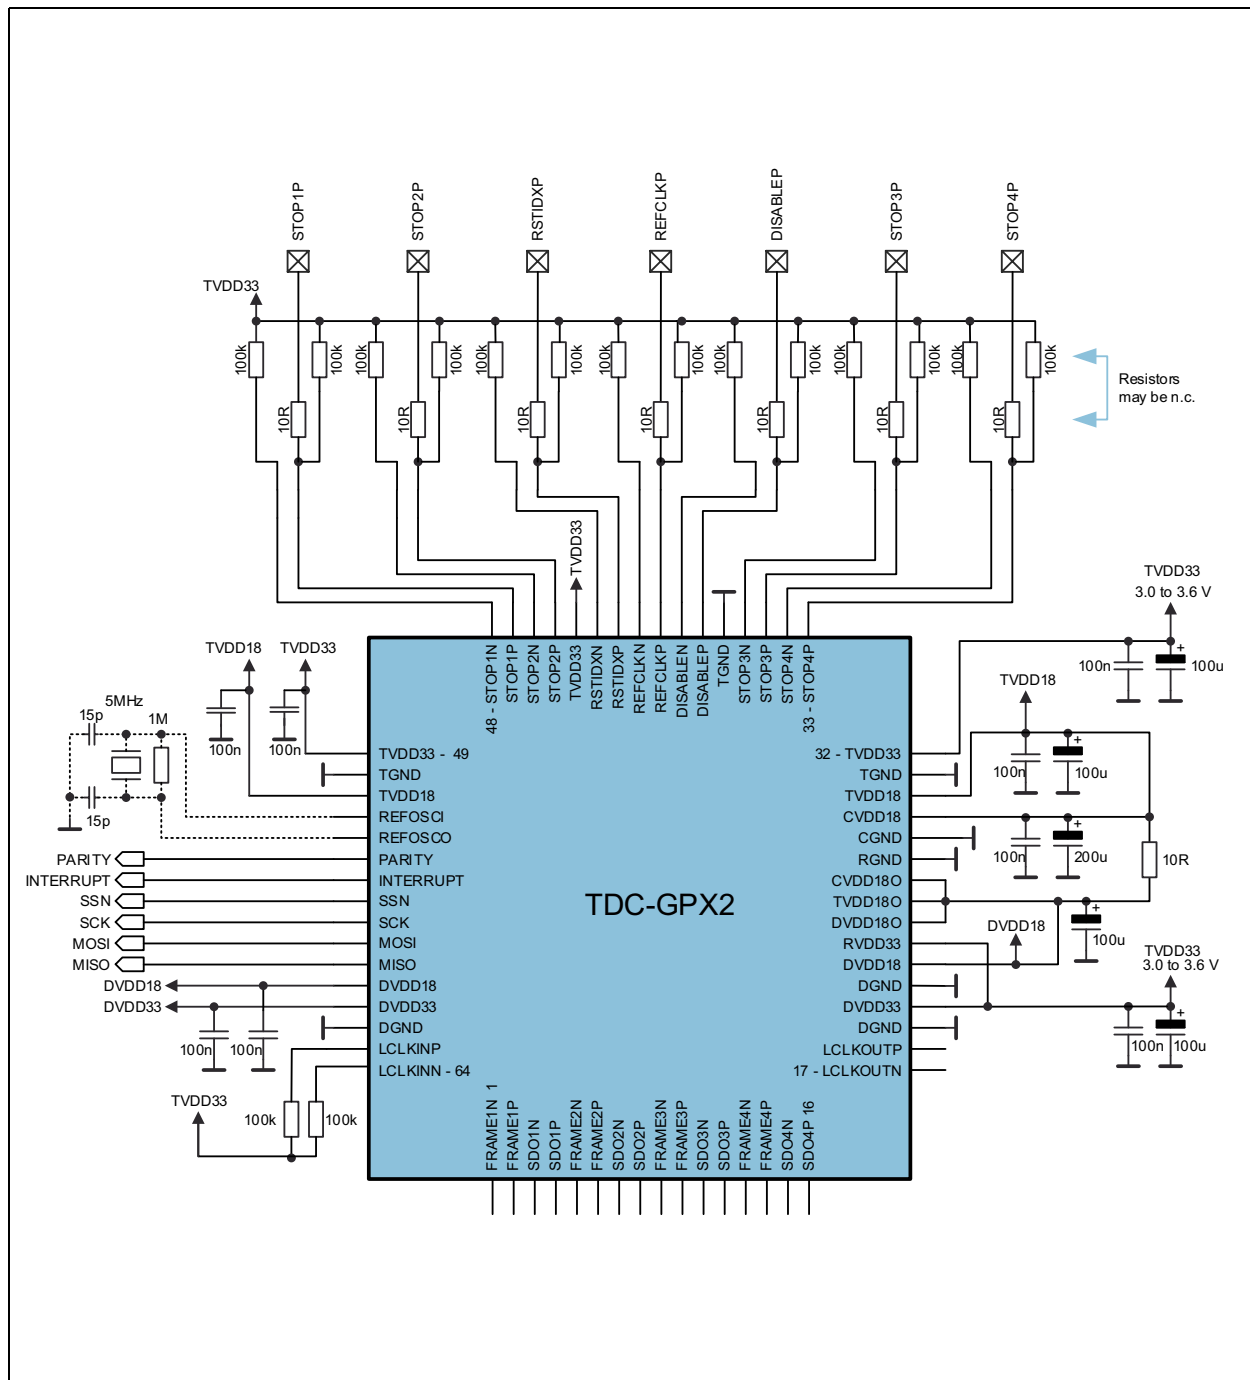 STOP1P
STOP2P
RSTIDXP
REFCLKP
DISABLEP
STOP3P
STOP4P
TVDD33
100k
100k
100k
100k
100k
100k
100k
100k
100k
100k
100k
100k
100k
100k
10R
10R
10R
10R
10R
10R
10R
Resistors
may be n.c.
TVDD33
TVDD33
3.0 to 3.6 V
100n
+
100u
TVDD18
TVDD33
100n
100n
5MHz
15p
1M
15p
TVDD18
100n
+
100u
100n
+
200u
10R
+
100u
DVDD18
TVDD33
3.0 to 3.6 V
100n
+
100u
48 - STOP1N
STOP1P
STOP2N
STOP2P
TVDD33
RSTIDXN
RSTIDXP
REFCLKN
REFCLKP
DISABLEN
DISABLEP
TGND
STOP3N
STOP3P
STOP4N
33 - STOP4P
TVDD33 - 49
TGND
TVDD18
REFOSCI
REFOSCO
PARITY
INTERRUPT
SSN
SCK
MOSI
MISO
DVDD18
DVDD33
DGND
LCLKINP
LCLKINN - 64
PARITY
INTERRUPT
SSN
SCK
MOSI
MISO
DVDD18
DVDD33
100n
100n
TVDD33
100k
100k
TDC-GPX2
32 - TVDD33
TGND
TVDD18
CVDD18
CGND
RGND
CVDD18O
TVDD18O
DVDD18O
RVDD33
DVDD18
DGND
DVDD33
DGND
LCLKOUTP
17 - LCLKOUTN
FRAME1N 1
FRAME1P
SDO1N
SDO1P
FRAME2N
FRAME2P
SDO2N
SDO2P
FRAME3N
FRAME3P
SDO3N
SDO3P
FRAME4N
FRAME4P
SDO4N
SDO4P 16